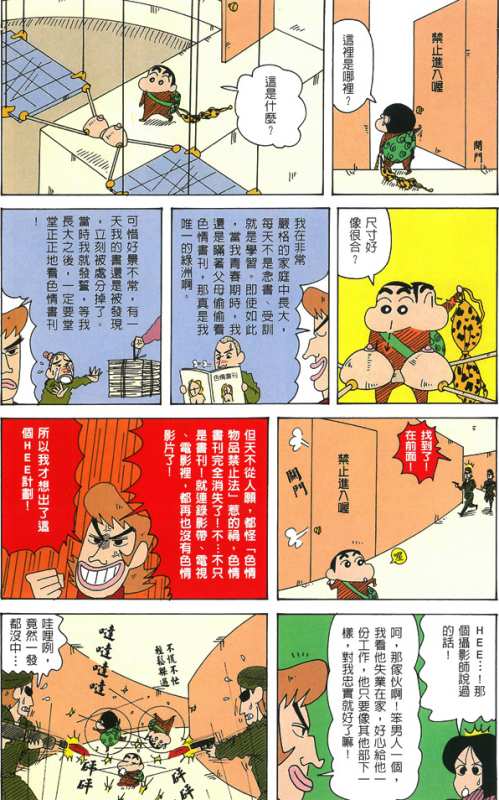 禁止進入喔
這裡是哪裡?
開門
這是什麼?
尺寸好
像很合?
我在非常
嚴格的家庭中長大,
每天不是念書、受訓
就是學習。即使如此
,當我青春期時,我
還是瞞著父母偷偷看
色情書刊,那真是我
唯一的綠洲啊。
色情書刊
可惜好景不常,有一
天我的書還是被發現
,立刻被處分掉了。
當時我就發誓,等我
長大之後,一定要堂
堂正正地看色情書刊
!
找到了!
在前面!
禁止進入喔
開門
但天不從人願,都怪「色情
物品禁止法」惹的禍。色情
書刊完全消失了!不…不只
是書刊!就連錄影帶、電視
、電影裡,都再也沒有色情
影片了!
所以我才想出了這
個HEE計劃!
HEE…!那
個攝影師說過
的話!
呵,那傢伙啊!笨男人一個,
我看他失業在家,好心給他一
份工作,他只要像其他部下一
樣,對我忠實就好了嘛!
不慌不忙
輕鬆躲過
噠
噠
噠
砰
砰
砰
砰
哇哩咧,
竟然一發
都沒中…